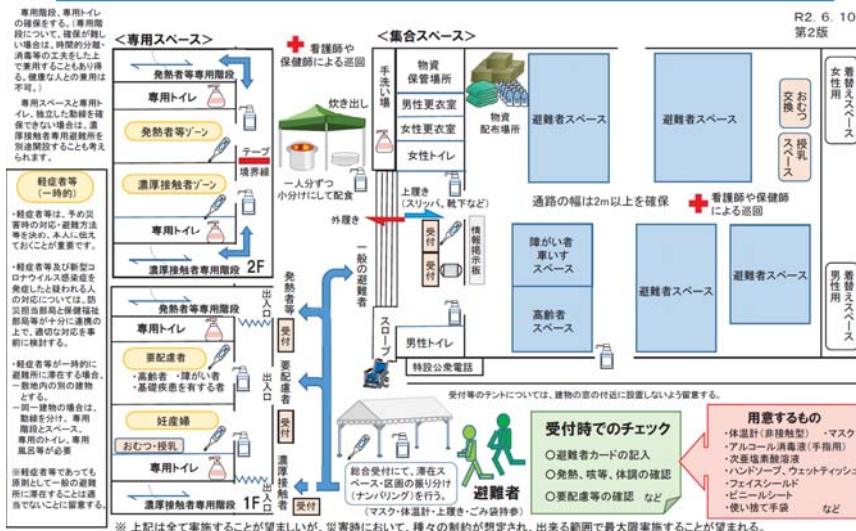 R2. 6. 10
第2版
専用階段、専用トイレ
の確保をする。(専用階
段について、確保が難し
い場合は、時間的分離・
消毒等の工夫をした上
で兼用することもあり得
る。健康な人との兼用は
不可。)
専用スペースと専用ト
イレ、独立した動線を確
保できない場合は、濃
厚接触者専用避難所を
別途開設することも考え
られます。
軽症者等
(一時的)
・軽症者等は、予め災
害時の対応・避難方法
等を決め、本人に伝え
ておくことが重要です。
・軽症者等及び新型コ
ロナウイルス感染症を
発症したと疑われる人
の対応については、防
災担当部局と保健福祉
部局等が十分に連携の
上で、適切な対応を事
前に検討する。
・軽症者等が一時的に
避難所に滞在する場合、
一敷地内の別の建物
とする。
一同一建物の場合は、
動線を分け、専用
階段とスペース、
専用のトイレ、専用
風呂等が必要
※軽症者等であっても
原則として一般の避難
所に滞在することは適
当でないことに留意する。
<専用スペース>
発熱者等専用階段
専用トイレ
発熱者等ゾーン
濃厚接触者ゾーン
専用トイレ
濃厚接触者専用階段
2F
テープ
境界線
発熱者等専用階段
専用トイレ
要配慮者
・高齢者 ・障がい者
・基礎疾患を有する者
妊産婦
おむつ・授乳
専用トイレ
濃厚接触者専用階段
1F
出入口
出入口
出入口
発熱者等
受付
要配慮者
受付
濃厚接触者
受付
一般の避難者
看護師や
保健師による巡回
炊き出し
一人分ずつ
小分けにして配食
<集合スペース>
手洗い場
物資
保管場所
男性更衣室
女性更衣室
女性トイレ
物資
配布場所
上履き
(スリッパ、靴下など)
外履き
受付
受付
情報掲示板
スロープ
男性トイレ
特設公衆電話
避難者スペース
避難者スペース
通路の幅は2m以上を確保
看護師や保健師
による巡回
障がい者
車いす
スペース
高齢者
スペース
避難者スペース
避難者スペース
女性用
着替えスペース
おむつ
交換
授乳
スペース
男性用
着替えスペース
受付等のテントについては、建物の窓の付近に設置しないよう留意する。
総合受付にて、滞在ス
ペース・区画の振り分け
(ナンバリング)を行う。
避難者
(マスク・体温計・上履き・ごみ袋持参)
受付時でのチェック
○避難者カードの記入
○発熱、咳等、体調の確認
○要配慮者の確認 など
用意するもの
・体温計(非接触型) ・マスク
・アルコール消毒液(手指用)
・次亜塩素酸溶液
・ハンドソープ、ウェットティッシュ
・フェイスシールド
・ビニールシート
・使い捨て手袋 など
※ 上記は全て実施することが望ましいが、災害時において、種々の制約が想定され、出来る範囲で最大限実施することが望まれる。